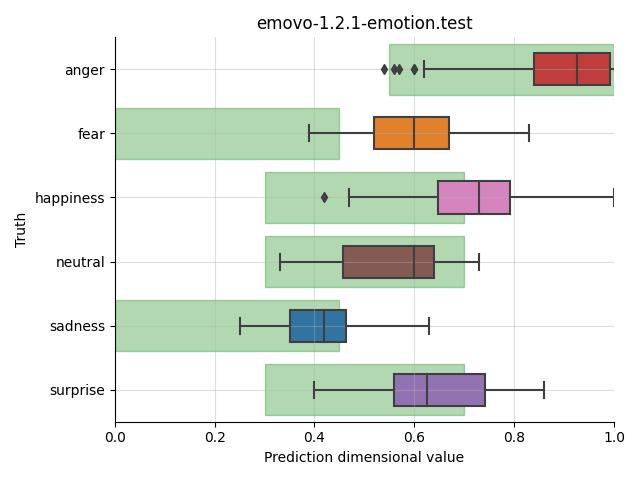 emovo-1.2.1-emotion.test
anger
fear
happiness
neutral
sadness
surprise
Truth
0.0 0.2 0.4 0.6 0.8 1.0
Prediction dimensional value